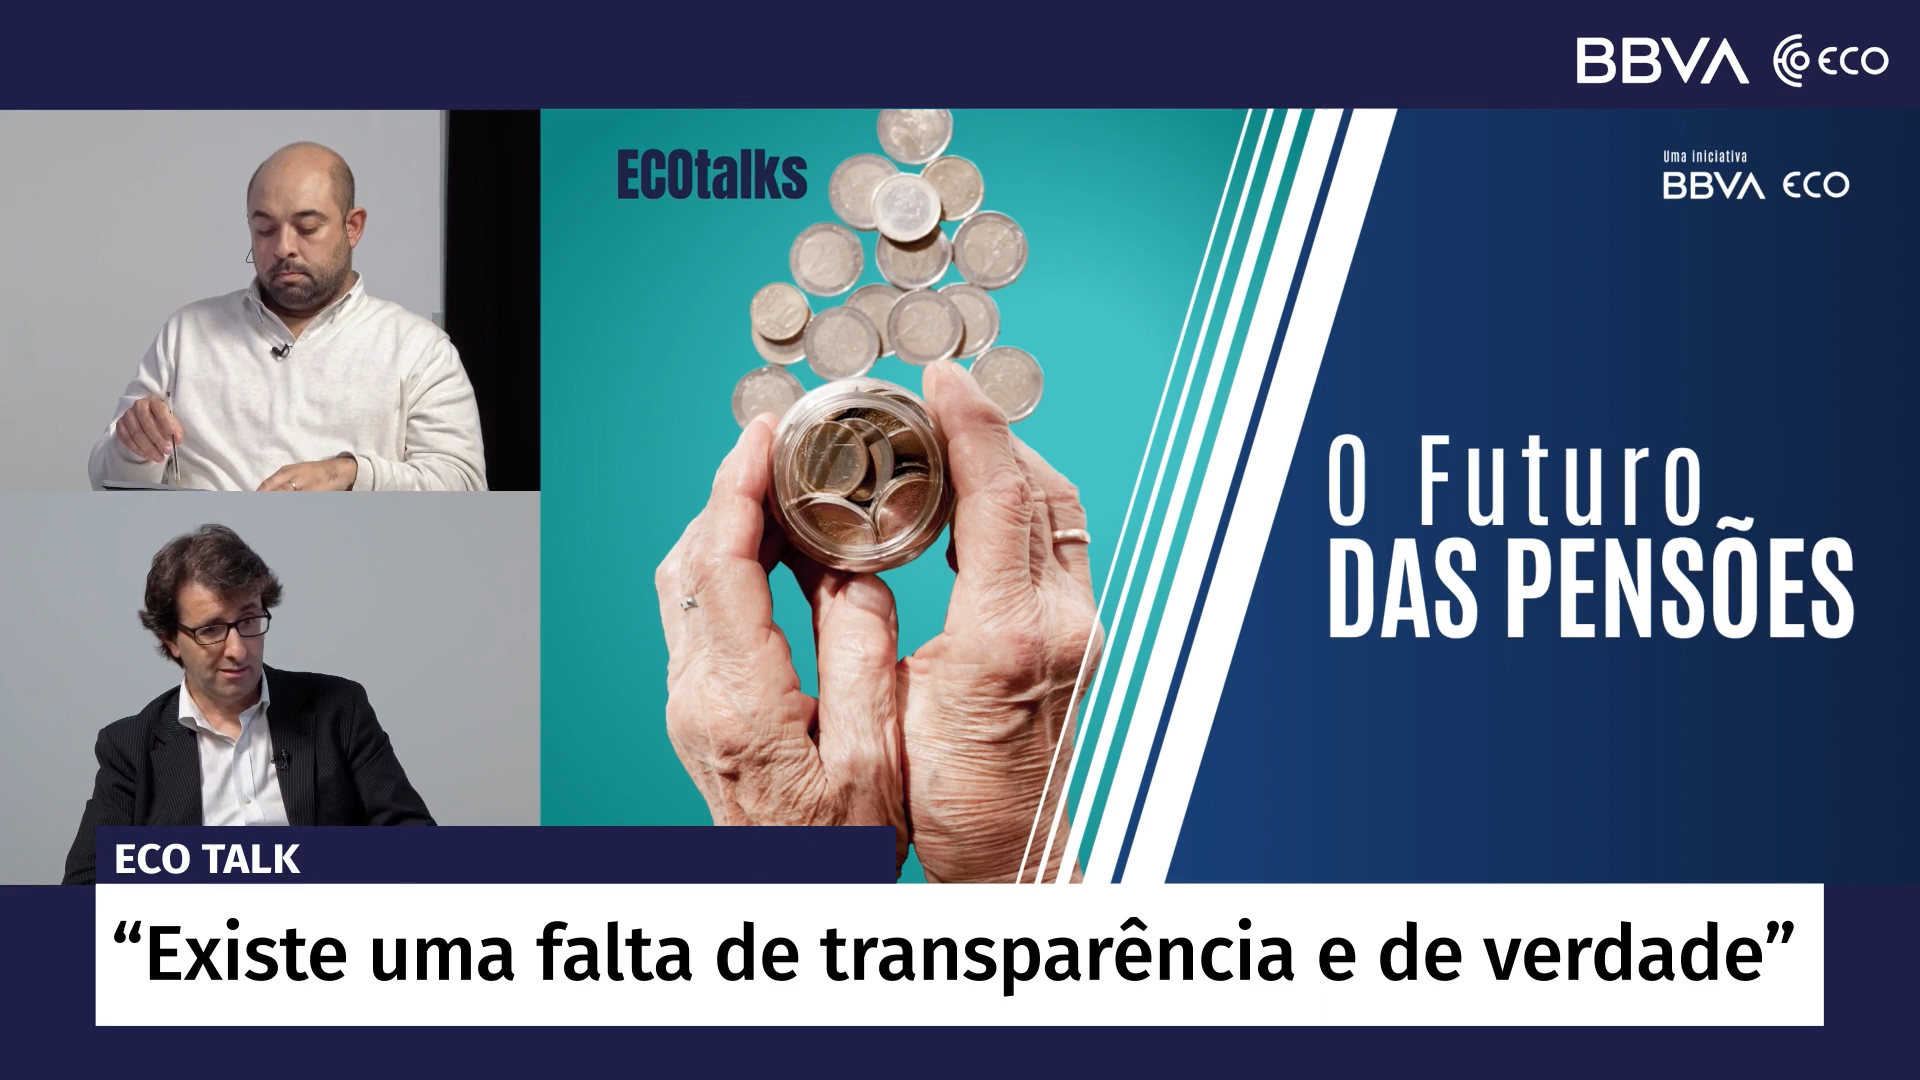 BBVA eco
ECOtalks
Uma iniciativa
BBVA ECO
O Futuro
DAS PENSÕES
ECO TALK
“Existe uma falta de transparência e de verdade”